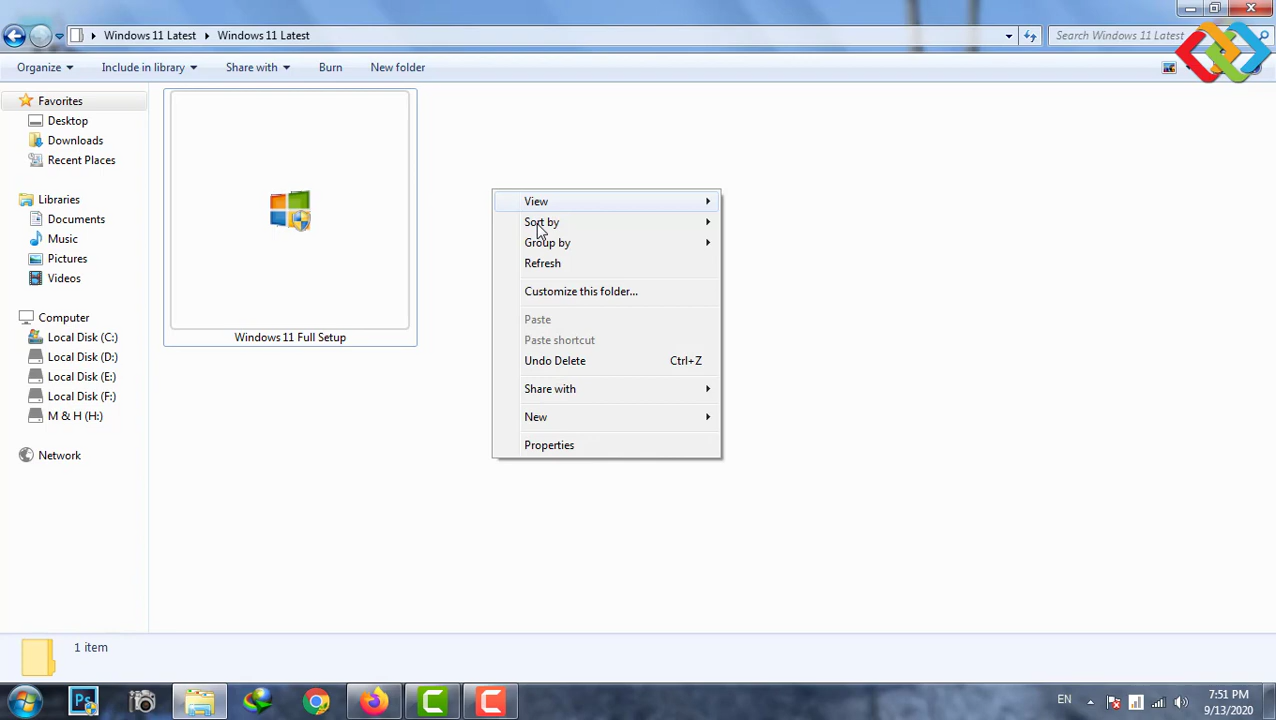 Windows 11 Latest Windows 11 Latest
Search Windows 11 Latest
Organize Include in library Share with Burn New folder
Favorites
Desktop
Downloads
Recent Places
Libraries
Documents
Music
Pictures
Videos
Computer
Local Disk (C:)
Local Disk (D:)
Local Disk (E:)
Local Disk (F:)
M & H (H:)
Network
Windows 11 Full Setup
View
Sort by
Group by
Refresh
Customize this folder...
Paste
Paste shortcut
Undo Delete Ctrl+Z
Share with
New
Properties
1 item
Ps
EN
7:51 PM
9/13/2020